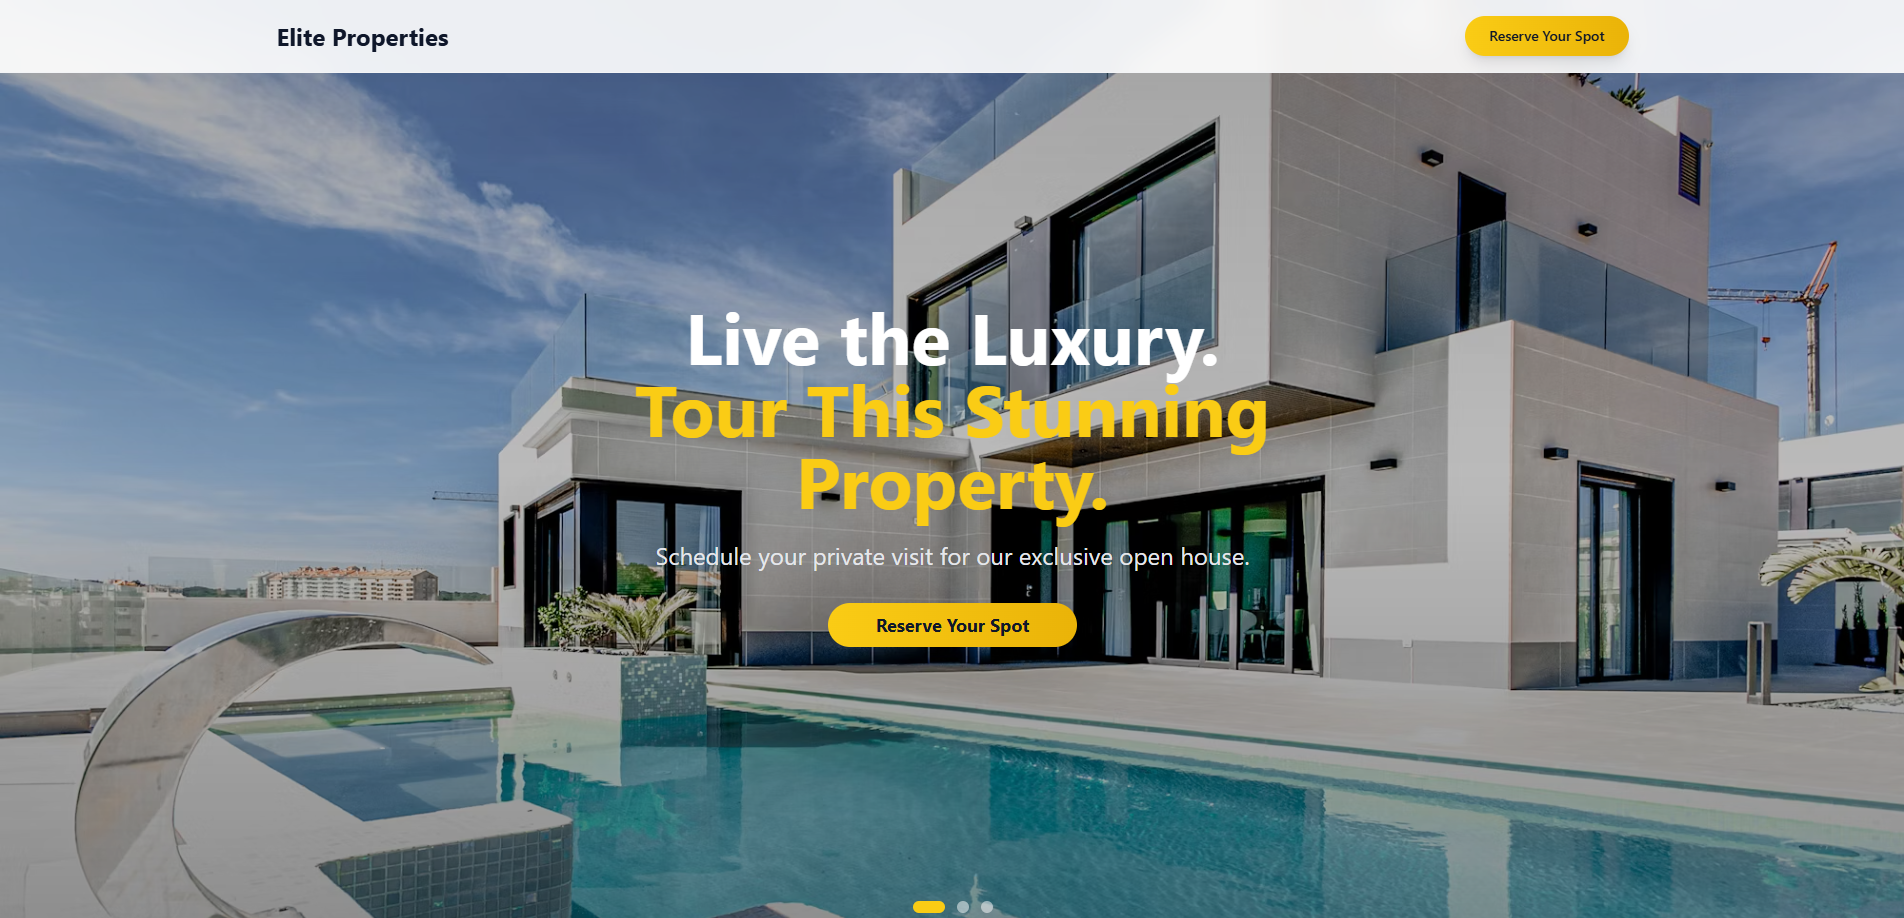 Elite Properties
Reserve Your Spot
Live the Luxury.
Tour This Stunning
Property.
Schedule your private visit for our exclusive open house.
Reserve Your Spot